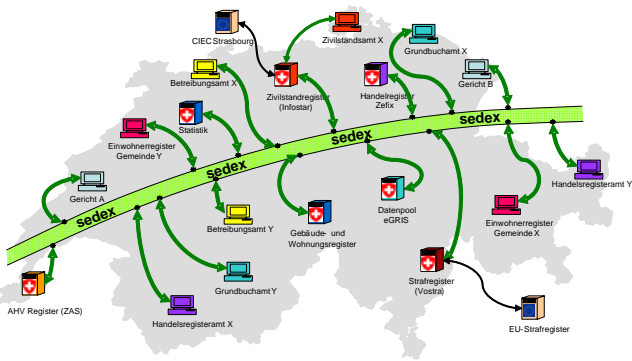 CIEC Strasbourg
Zivilstandsamt X
Grundbuchamt X
Betreibungsamt X
Zivilstandregister
(Infostar)
Handelregister
Zefix
Gericht B
Statistik
Einwohnerregister
Gemeinde Y
sedex
sedex
sedex
sedex
Gericht A
Handelsregisteramt Y
Betreibungsamt Y
Gebäude- und
Wohnungsregister
Datenpool
eGRIS
Einwohnerregister
Gemeinde X
Grundbuchamt Y
Strafregister
(Vostra)
AHV Register (ZAS)
Handelsregisteramt X
EU-Strafregister